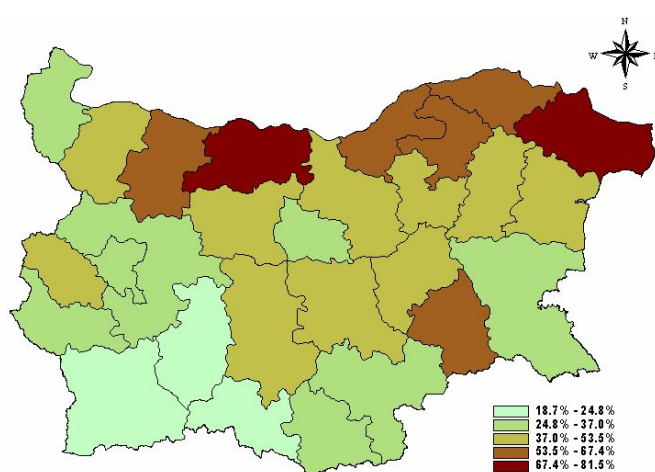 N
W
S
18.7% - 24.8%
24.8% - 37.0%
37.0% - 53.5%
53.5% - 67.4%
67.4% - 81.5%